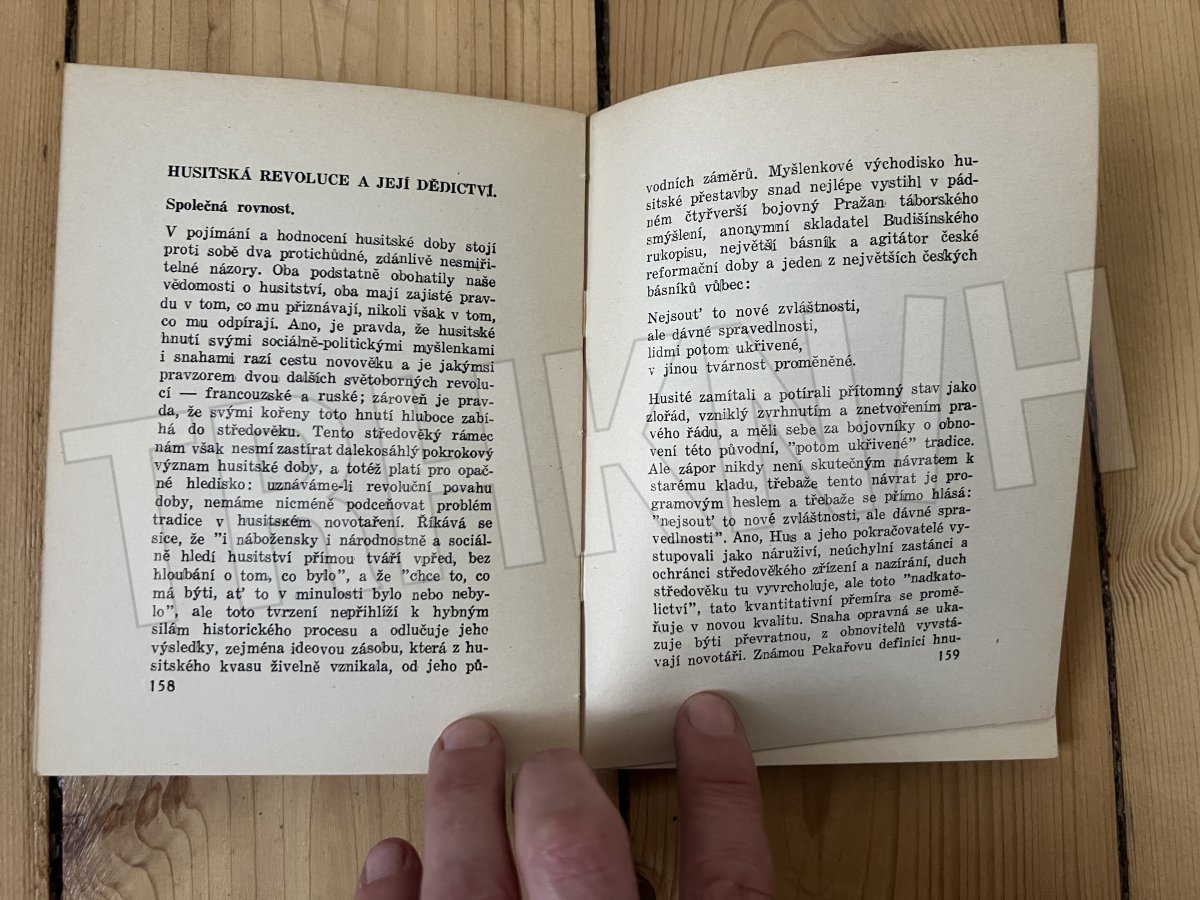 HUSITSKÁ REVOLUCE A JEJÍ DĚDICTVÍ.
Společná rovnost.
V pojímání a hodnocení husitské doby stojí
proti sobě dva protichůdné, zdánlivě nesmiři-
telné názory. Oba podstatně obohatily naše
vědomosti o husitství, oba mají zajisté prav-
du v tom, co mu přiznávají, nikoli však v tom,
co mu odpírají. Ano, je pravda, že husitské
hnutí svými sociálně-politickými myšlenkami
i snahami razí cestu novověku a je jakýmsi
pravzorem dvou dalších světoborných revolu-
cí — francouzské a ruské; zároveň je prav-
da, že svými kořeny toto hnutí hluboce zabí-
há do středověku. Tento středověký rámec
nám však nesmí zastírat dalekosáhlý pokrokový
význam husitské doby, a totéž platí pro opač-
né hledisko: uznáváme-li revoluční povahu
doby, nemáme nicméně podceňovat problém
tradice v husitském novotaření. Říkává se
sice, že "i nábožensky i národnostně a sociál-
ně hledí husitství přímou tváří vpřed, bez
hloubání o tom, co bylo", a že "chce to, co
má býti, ať to v minulosti bylo nebo neby-
lo", ale toto tvrzení nepřihlíží k hybným
silám historického procesu a odlučuje jeho
výsledky, zejména ideovou zásobu, která z hu-
sitského kvasu živelně vznikala, od jeho pů-
158
vodních záměrů. Myšlenkové východisko hu-
sitské přestavby snad nejlépe vystihl v pád-
ném čtyřverší bojovný Pražan táborského
smýšlení, anonymní skladatel Budišínského
rukopisu, největší básník a agitátor české
reformační doby a jeden z největších českých
básníků vůbec:
Nejsouť to nové zvláštnosti,
ale dávné spravedlnosti,
lidmi potom ukřivené,
v jinou tvárnost proměněné.
Husité zamítali a potírali přítomný stav jako
zlořád, vzniklý zvrhnutím a znetvořením pra-
vého řádu, a měli sebe za bojovníky o obno-
vení této původní, "potom ukřivené" tradice.
Ale zápor nikdy není skutečným návratem k
starému kladu, třebaže tento návrat je pro-
gramovým heslem a třebaže se přímo hlásá:
"nejsouť to nové zvláštnosti, ale dávné spra-
vedlnosti". Ano, Hus a jeho pokračovatelé vy-
stupovali jako náruživí, neúchylní zastánci a
ochránci středověkého zřízení a nazírání, duch
středověku tu vyvrcholuje, ale toto "nadkato-
lictví", tato kvantitativní přemíra se promě-
ňuje v novou kvalitu. Snaha opravná se uka-
zuje býti převratnou, z obnovitelů vyvstá-
vají novotáři. Známou Pekařovu definici hnu-
159
TRHKNIH